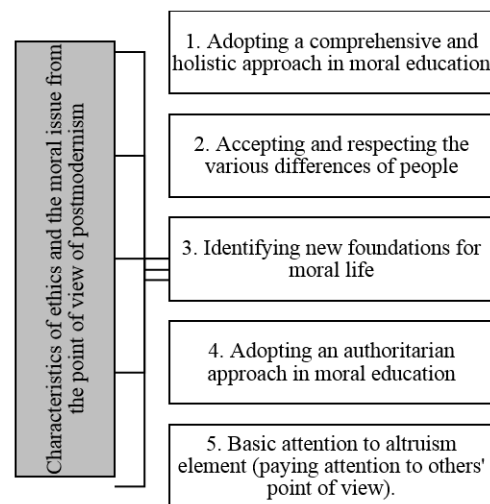 Characteristics of ethics and the moral issue from
the point of view of postmodernism
1. Adopting a comprehensive and
holistic approach in moral education
2. Accepting and respecting the
various differences of people
3. Identifying new foundations for
moral life
4. Adopting an authoritarian
approach in moral education
5. Basic attention to altruism
element (paying attention to others'
point of view).